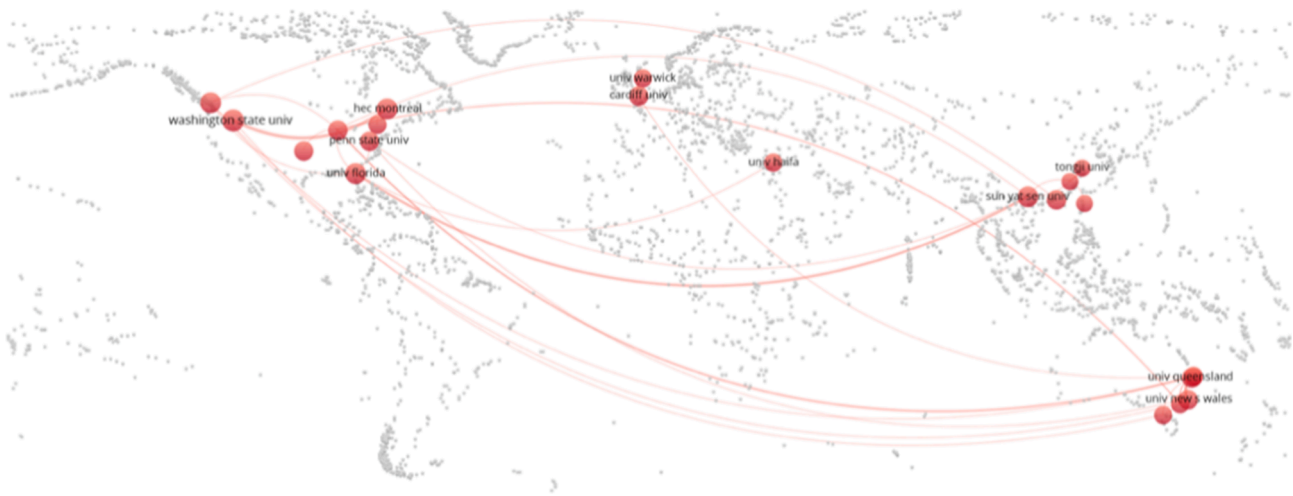 univ warwick
cardiff univ
hec montreal
washington state univ
penn state univ
univ haifa
tongji univ
univ florida
sun yat sen univ
univ queensland
univ new s wales